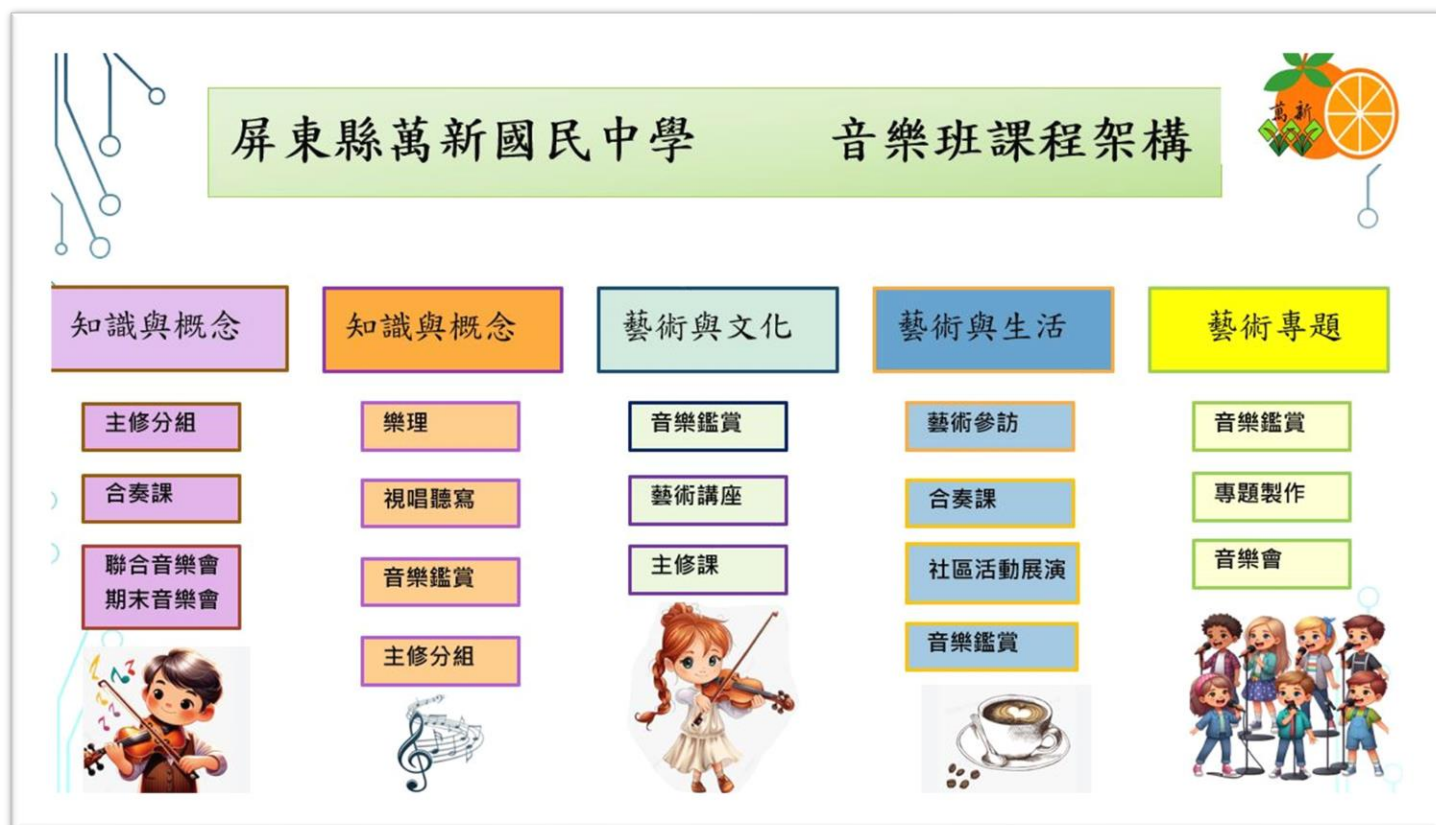 屏東縣萬新國民中學 音樂班課程架構
萬新
知識與概念
主修分組
合奏課
聯合音樂會
期末音樂會
知識與概念
樂理
視唱聽寫
音樂鑑賞
主修分組
藝術與文化
音樂鑑賞
藝術講座
主修課
藝術與生活
藝術參訪
合奏課
社區活動展演
音樂鑑賞
藝術專題
音樂鑑賞
專題製作
音樂會